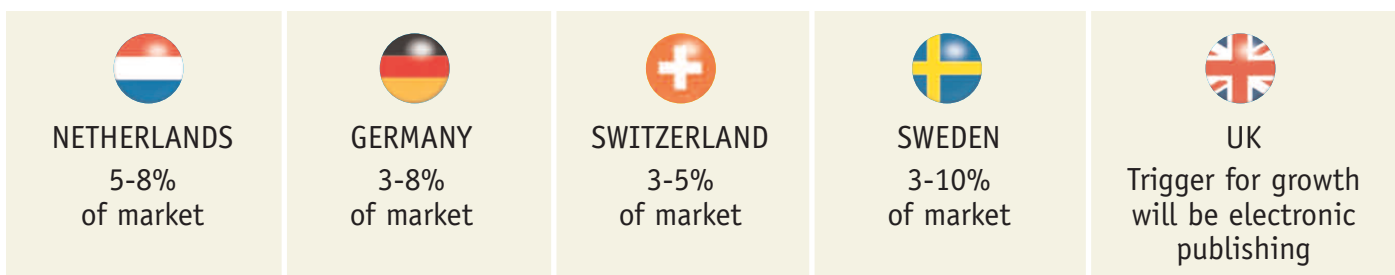 NETHERLANDS
5-8%
of market
GERMANY
3-8%
of market
SWITZERLAND
3-5%
of market
SWEDEN
3-10%
of market
UK
Trigger for growth
will be electronic
publishing